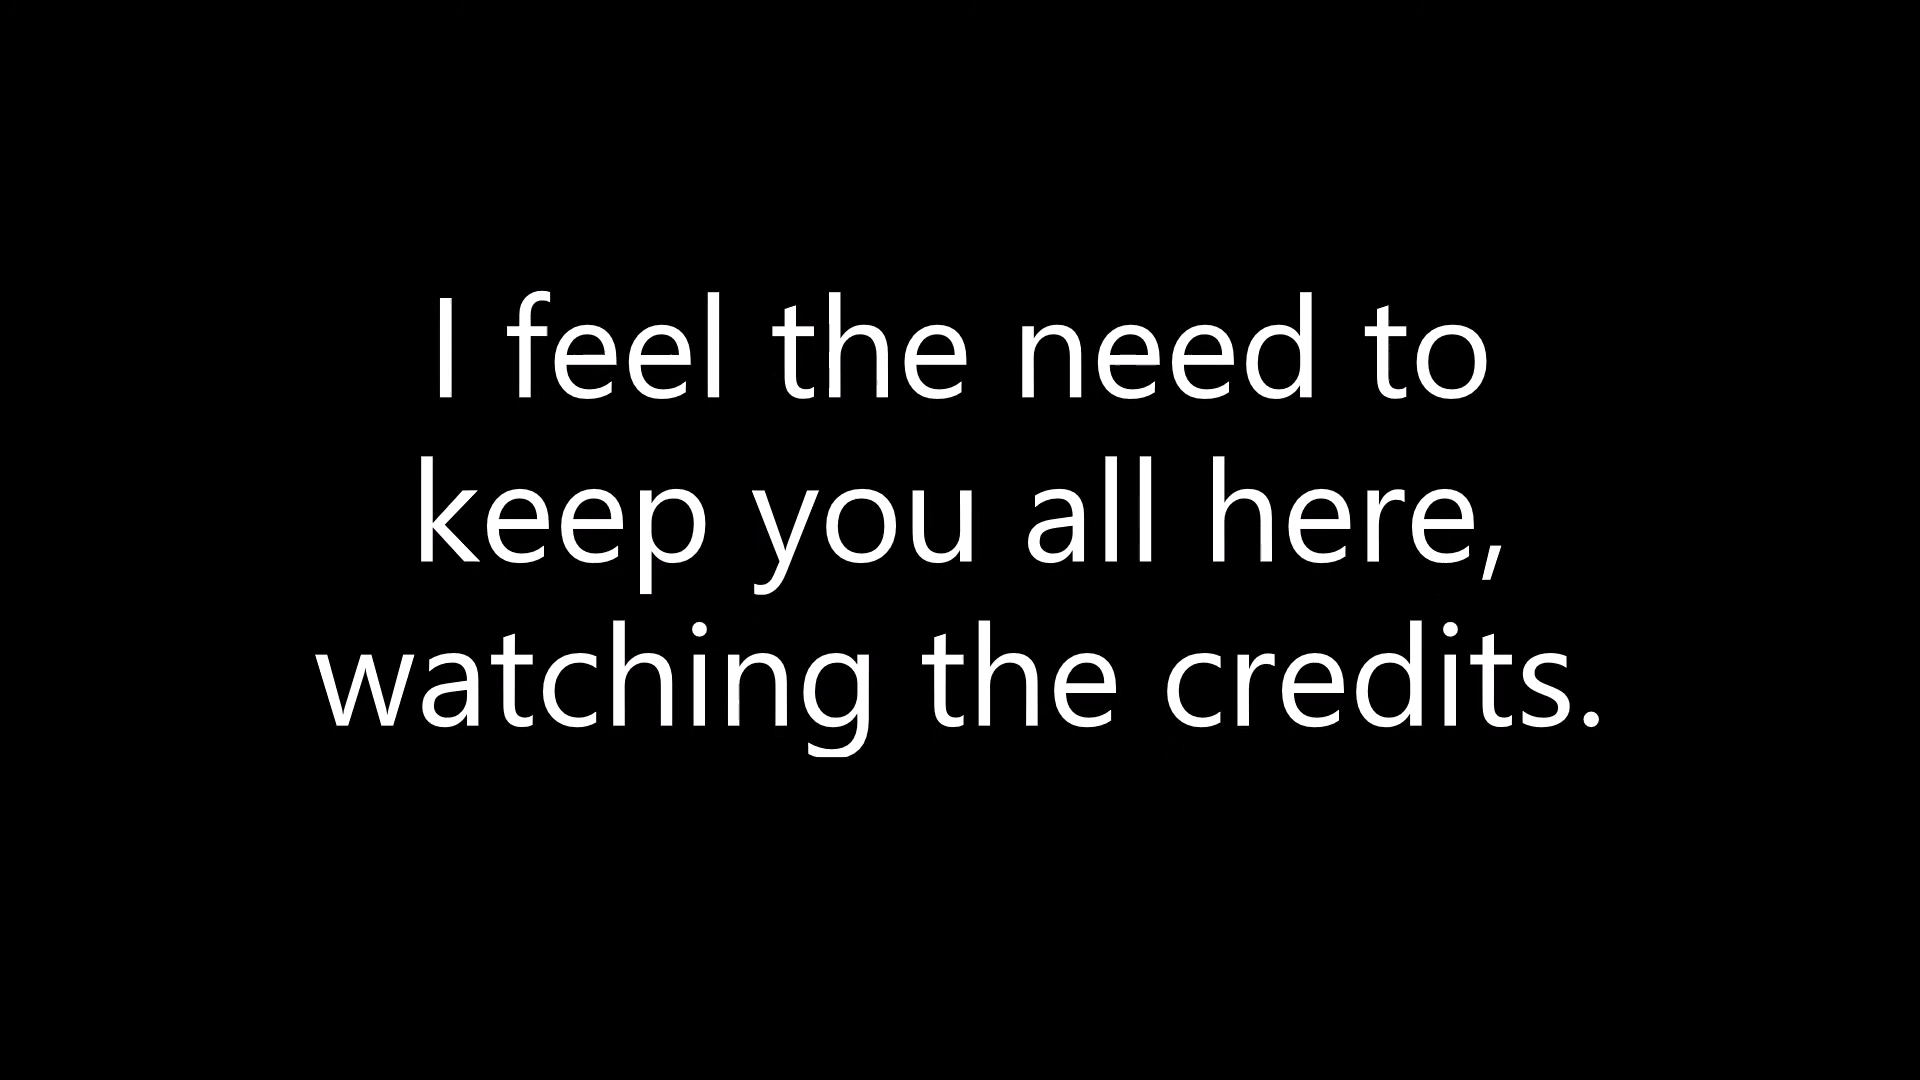 I feel the need to
keep you all here,
watching the credits.